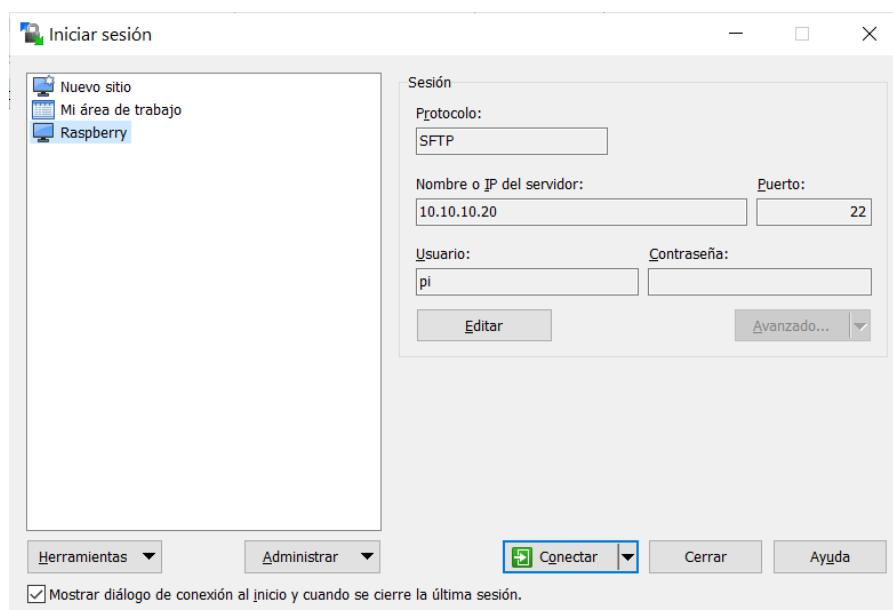 Iniciar sesión
Nuevo sitio
Mi área de trabajo
Raspberry
Sesión
Protocolo:
SFTP
Nombre o IP del servidor: Puerto:
10.10.10.20 22
Usuario: Contraseña:
pi
Editar Avanzado...
Herramientas Administrar Conectar Cerrar Ayuda
Mostrar diálogo de conexión al inicio y cuando se cierre la última sesión.